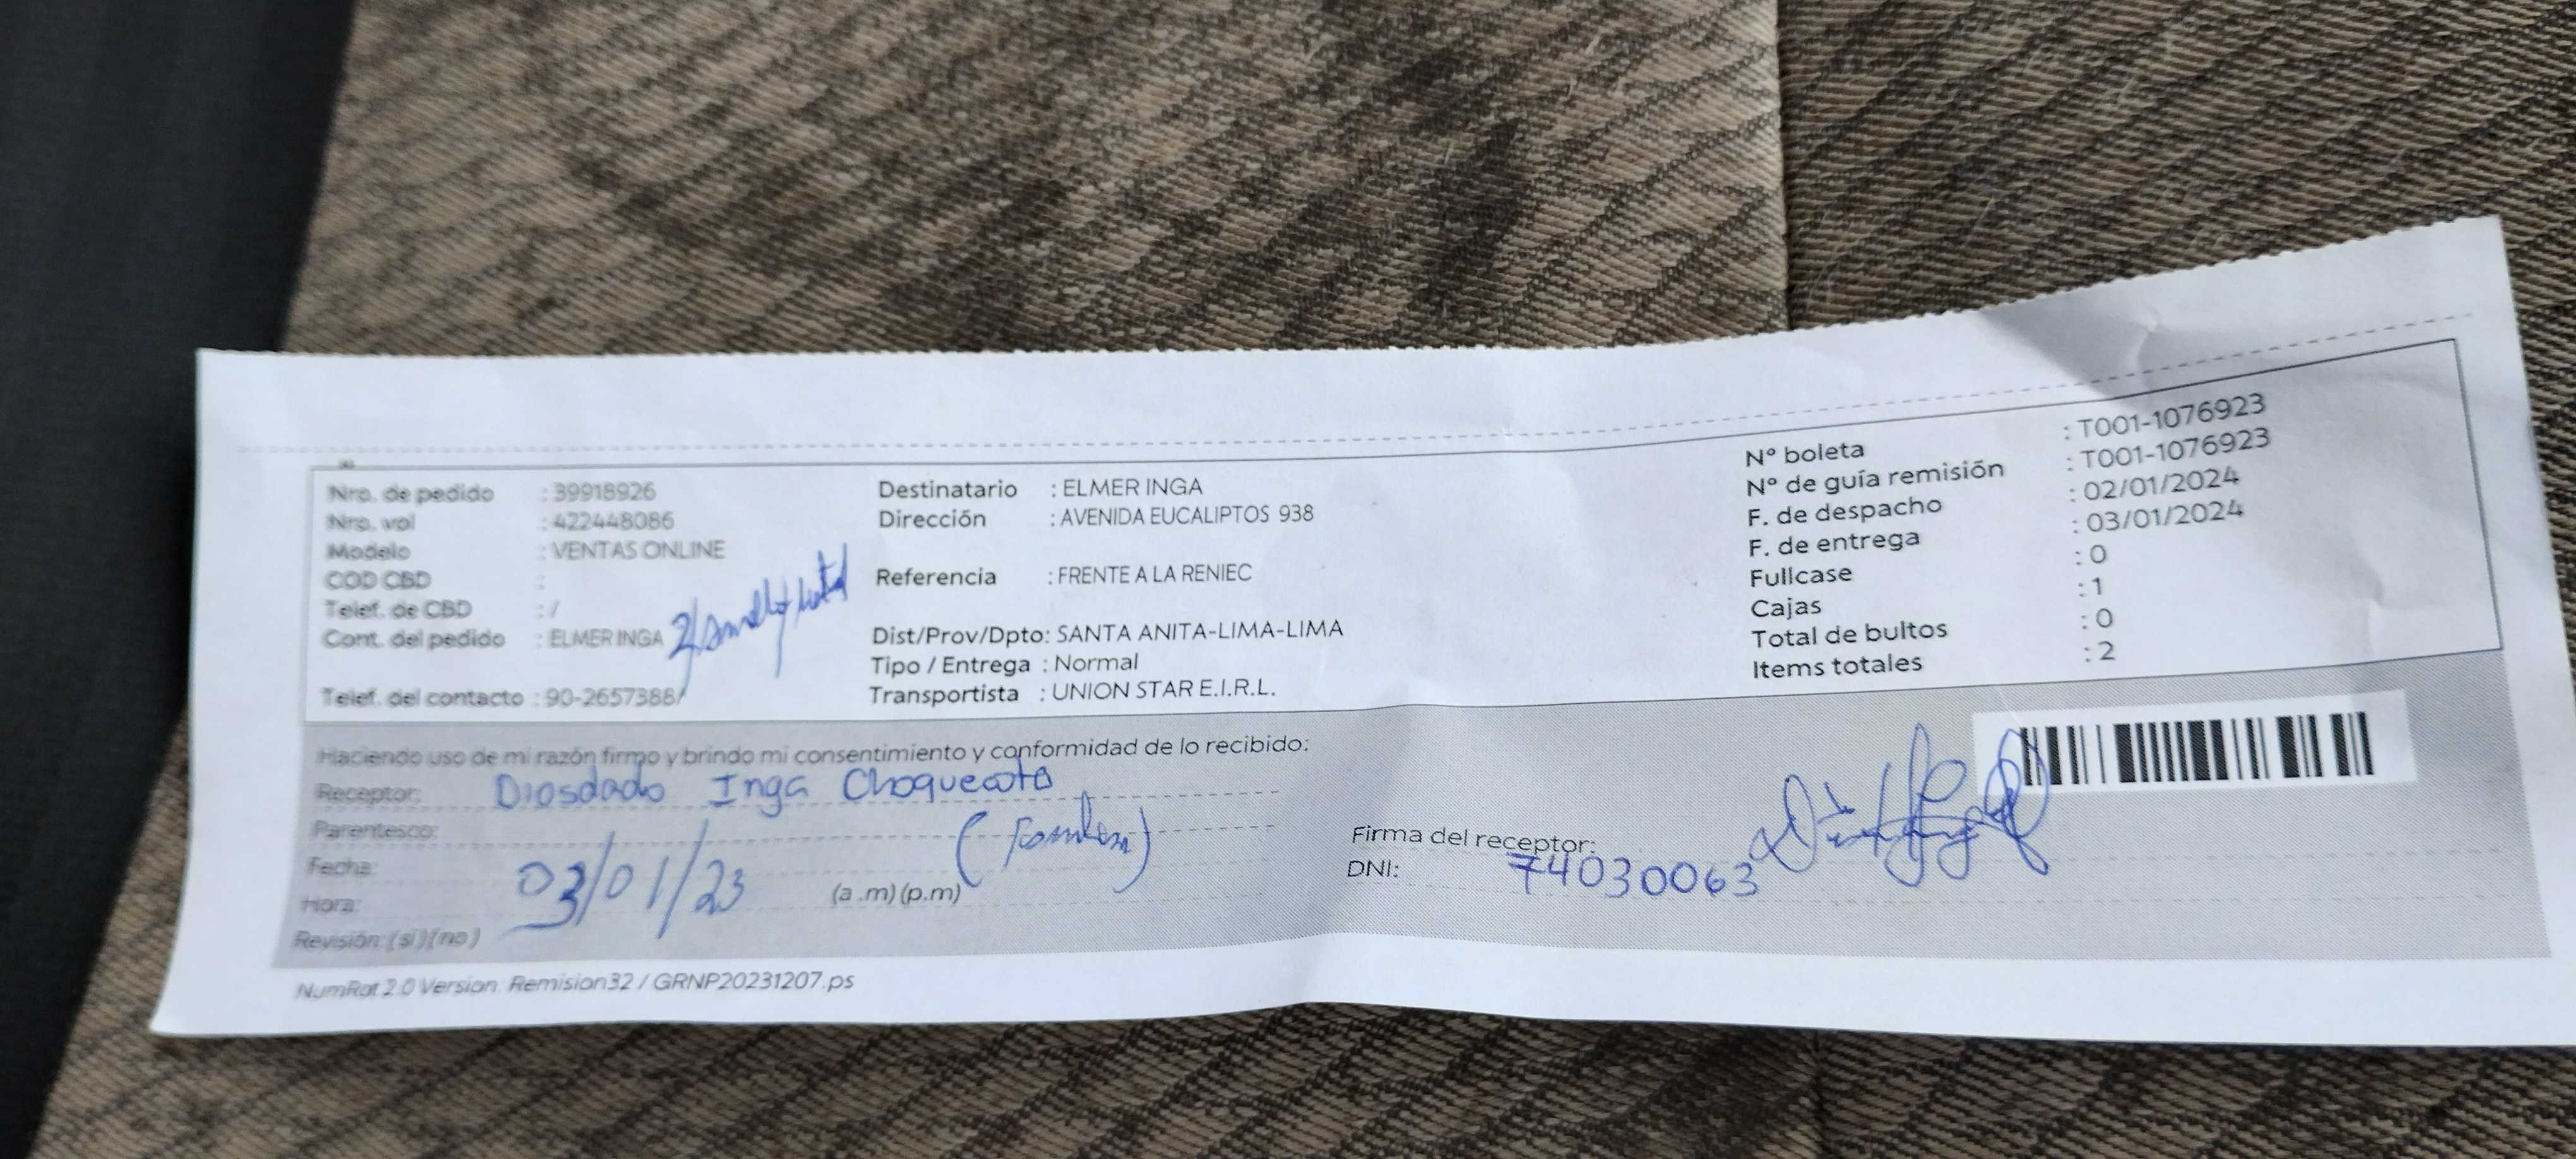 Nro. de pedido : 39918926
Nro. vol : 422448086
Modelo : VENTAS ONLINE
COD CBD :
Telef. de CBD : /
Cont. del pedido : ELMER INGA
Telef. del contacto : 90-2657388/
Destinatario : ELMER INGA
Dirección : AVENIDA EUCALIPTOS 938
Referencia : FRENTE A LA RENIEC
Dist/Prov/Dpto: SANTA ANITA-LIMA-LIMA
Tipo / Entrega : Normal
Transportista : UNION STAR E.I.R.L.
N° boleta : T001-1076923
N° de guía remisión : T001-1076923
F. de despacho : 02/01/2024
F. de entrega : 03/01/2024
Fullcase : 0
Cajas : 1
Total de bultos : 0
Items totales : 2
Haciendo uso de mi razón firmo y brindo mi consentimiento y conformidad de lo recibido:
Receptor: Diosdado Inga
Parentesco:
Fecha: 03/01/23
Hora: (a .m) (p.m)
Revisión: (si) (no)
Firma del receptor:
DNI: 74030063
NumRot 2.0 Version. Remision32 / GRNP20231207.ps